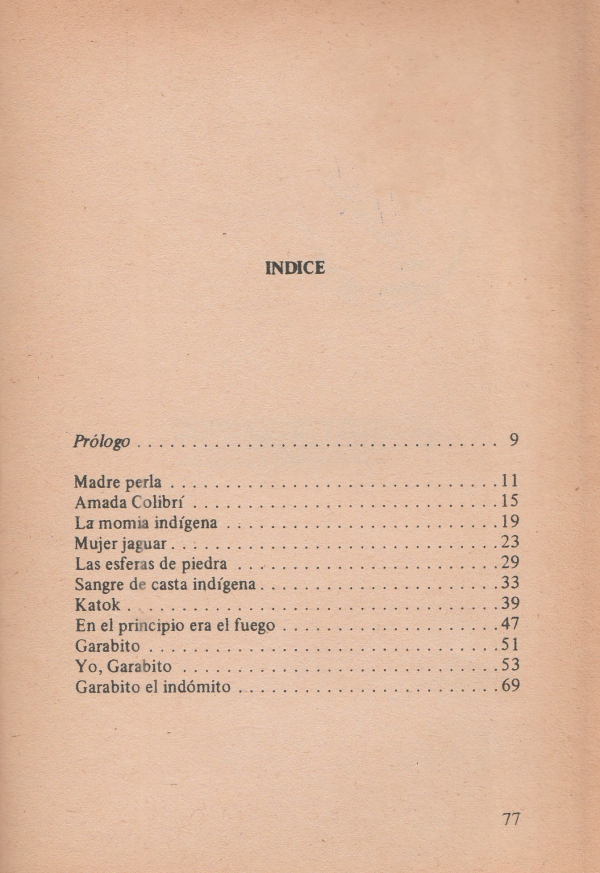 INDICE
Prólogo . . . . . . . . . . . . . . . . . . . . . . . . . . . . . . . . . 9
Madre perla . . . . . . . . . . . . . . . . . . . . . . . . . . . . . . 11
Amada Colibrí . . . . . . . . . . . . . . . . . . . . . . . . . . . . 15
La momia indígena . . . . . . . . . . . . . . . . . . . . . . . . . 19
Mujer jaguar . . . . . . . . . . . . . . . . . . . . . . . . . . . . . . 23
Las esferas de piedra . . . . . . . . . . . . . . . . . . . . . . . . 29
Sangre de casta indígena . . . . . . . . . . . . . . . . . . . . . . 33
Katok . . . . . . . . . . . . . . . . . . . . . . . . . . . . . . . . . . 39
En el principio era el fuego . . . . . . . . . . . . . . . . . . . . 47
Garabito . . . . . . . . . . . . . . . . . . . . . . . . . . . . . . . . 51
Yo, Garabito . . . . . . . . . . . . . . . . . . . . . . . . . . . . . 53
Garabito el indómito . . . . . . . . . . . . . . . . . . . . . . . . 69
77